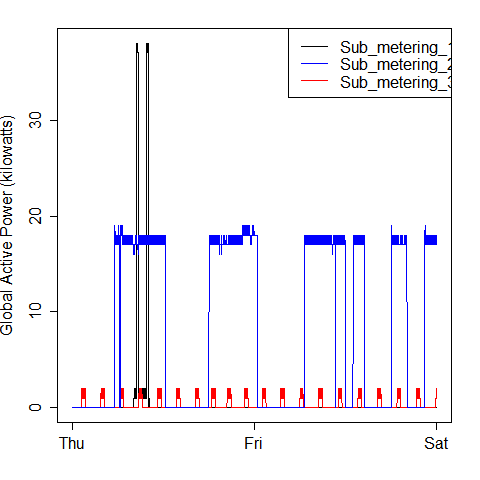 Sub_metering_1
Sub_metering_2
Sub_metering_3
Global Active Power (kilowatts)
30
20
10
0
Thu
Fri
Sat